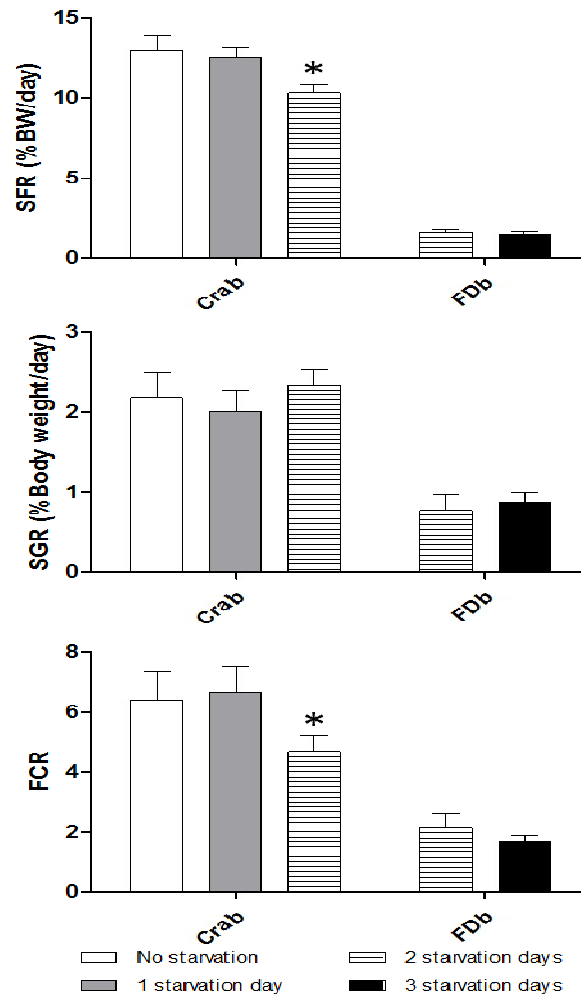 15
10
5
0
SFR (% BW/day)
*
Crab
FDb
3
2
1
0
SGR (% Body weight/day)
Crab
FDb
8
6
4
2
0
FCR
*
Crab
FDb
No starvation
2 starvation days
1 starvation day
3 starvation days